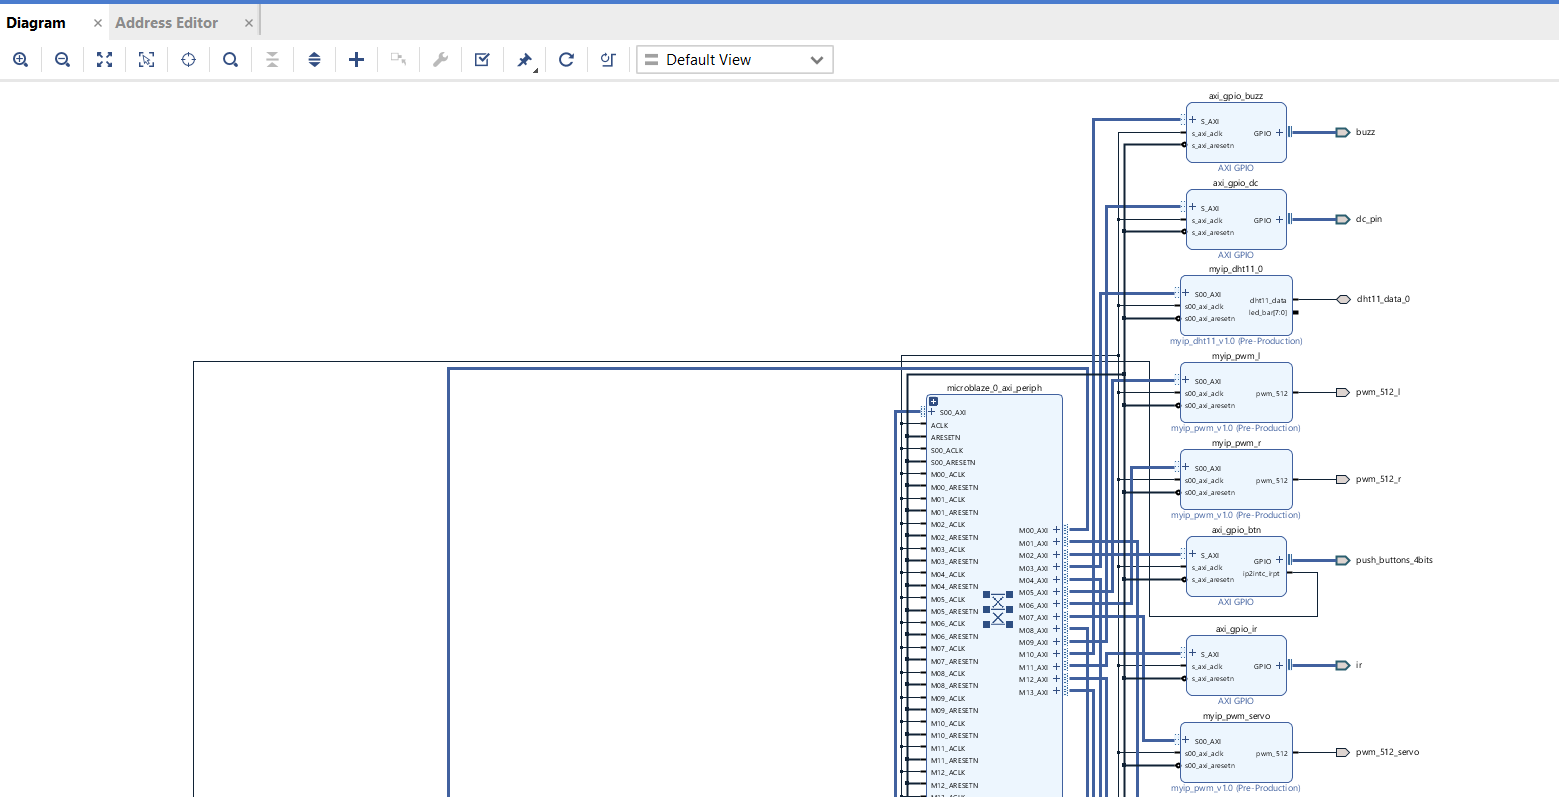 Diagram
Address Editor
Default View
axi_gpio_buzz
S_AXI
s_axi_aclk
s_axi_aresetn
GPIO
AXI GPIO
buzz
axi_gpio_dc
S_AXI
s_axi_aclk
s_axi_aresetn
GPIO
AXI GPIO
dc_pin
myip_dht11_0
S00_AXI
s00_axi_aclk
s00_axi_aresetn
dht11_data
led_bar[7:0]
myip_dht11_v1.0 (Pre-Production)
dht11_data_0
myip_pwm_l
S00_AXI
s00_axi_aclk
s00_axi_aresetn
pwm_512
myip_pwm_v1.0 (Pre-Production)
pwm_512_l
myip_pwm_r
S00_AXI
s00_axi_aclk
s00_axi_aresetn
pwm_512
myip_pwm_v1.0 (Pre-Production)
pwm_512_r
axi_gpio_btn
S_AXI
s_axi_aclk
s_axi_aresetn
GPIO
ip2intc_irpt
AXI GPIO
push_buttons_4bits
axi_gpio_ir
S_AXI
s_axi_aclk
s_axi_aresetn
GPIO
AXI GPIO
ir
myip_pwm_servo
S00_AXI
s00_axi_aclk
s00_axi_aresetn
pwm_512
myip_pwm_v1.0 (Pre-Production)
pwm_512_servo
microblaze_0_axi_periph
S00_AXI
ACLK
ARESETN
S00_ACLK
S00_ARESETN
M00_ACLK
M00_ARESETN
M01_ACLK
M01_ARESETN
M02_ACLK
M02_ARESETN
M03_ACLK
M03_ARESETN
M04_ACLK
M04_ARESETN
M05_ACLK
M05_ARESETN
M06_ACLK
M06_ARESETN
M07_ACLK
M07_ARESETN
M08_ACLK
M08_ARESETN
M09_ACLK
M09_ARESETN
M10_ACLK
M10_ARESETN
M11_ACLK
M11_ARESETN
M12_ACLK
M12_ARESETN
M00_AXI
M01_AXI
M02_AXI
M03_AXI
M04_AXI
M05_AXI
M06_AXI
M07_AXI
M08_AXI
M09_AXI
M10_AXI
M11_AXI
M12_AXI
M13_AXI